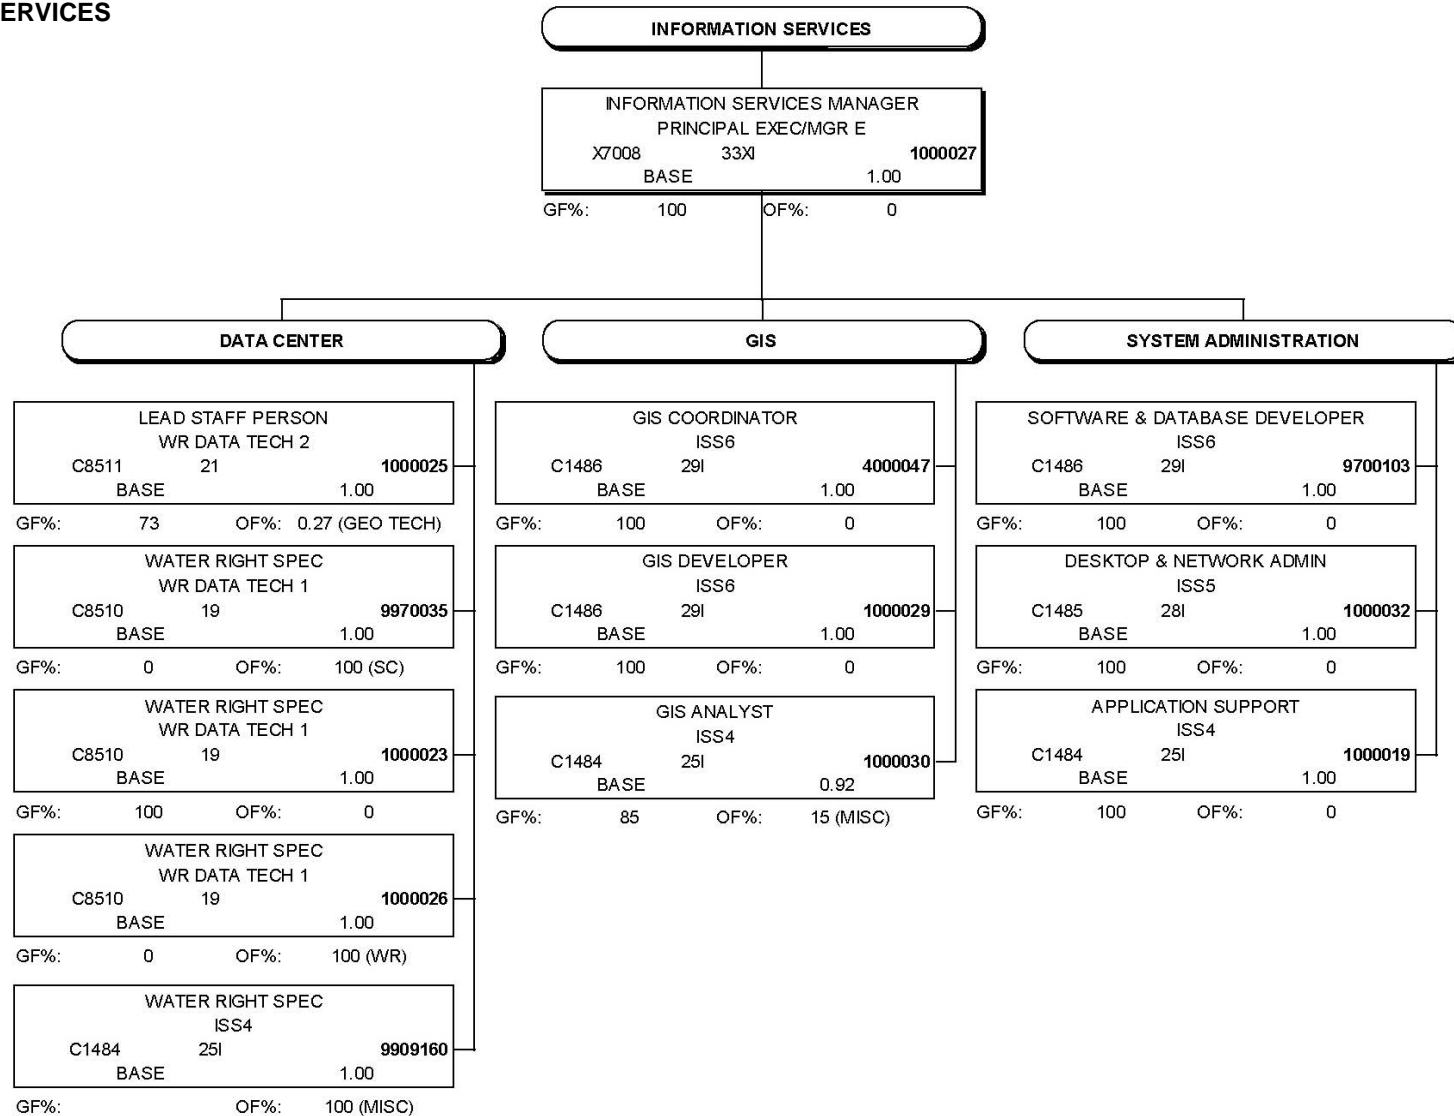 ERVICES
INFORMATION SERVICES
INFORMATION SERVICES MANAGER
PRINCIPAL EXEC/MGR E
X7008 33XI 1000027
BASE 1.00
GF%: 100 OF%: 0
DATA CENTER
LEAD STAFF PERSON
WR DATA TECH 2
C8511 21 1000025
BASE 1.00
GF%: 73 OF%: 0.27 (GEO TECH)
WATER RIGHT SPEC
WR DATA TECH 1
C8510 19 9970035
BASE 1.00
GF%: 0 OF%: 100 (SC)
WATER RIGHT SPEC
WR DATA TECH 1
C8510 19 1000023
BASE 1.00
GF%: 100 OF%: 0
WATER RIGHT SPEC
WR DATA TECH 1
C8510 19 1000026
BASE 1.00
GF%: 0 OF%: 100 (WR)
WATER RIGHT SPEC
ISS4
C1484 25I 9909160
BASE 1.00
GF%: OF%: 100 (MISC)
GIS
GIS COORDINATOR
ISS6
C1486 29I 4000047
BASE 1.00
GF%: 100 OF%: 0
GIS DEVELOPER
ISS6
C1486 29I 1000029
BASE 1.00
GF%: 100 OF%: 0
GIS ANALYST
ISS4
C1484 25I 1000030
BASE 0.92
GF%: 85 OF%: 15 (MISC)
SYSTEM ADMINISTRATION
SOFTWARE & DATABASE DEVELOPER
ISS6
C1486 29I 9700103
BASE 1.00
GF%: 100 OF%: 0
DESKTOP & NETWORK ADMIN
ISS5
C1485 28I 1000032
BASE 1.00
GF%: 100 OF%: 0
APPLICATION SUPPORT
ISS4
C1484 25I 1000019
BASE 1.00
GF%: 100 OF%: 0